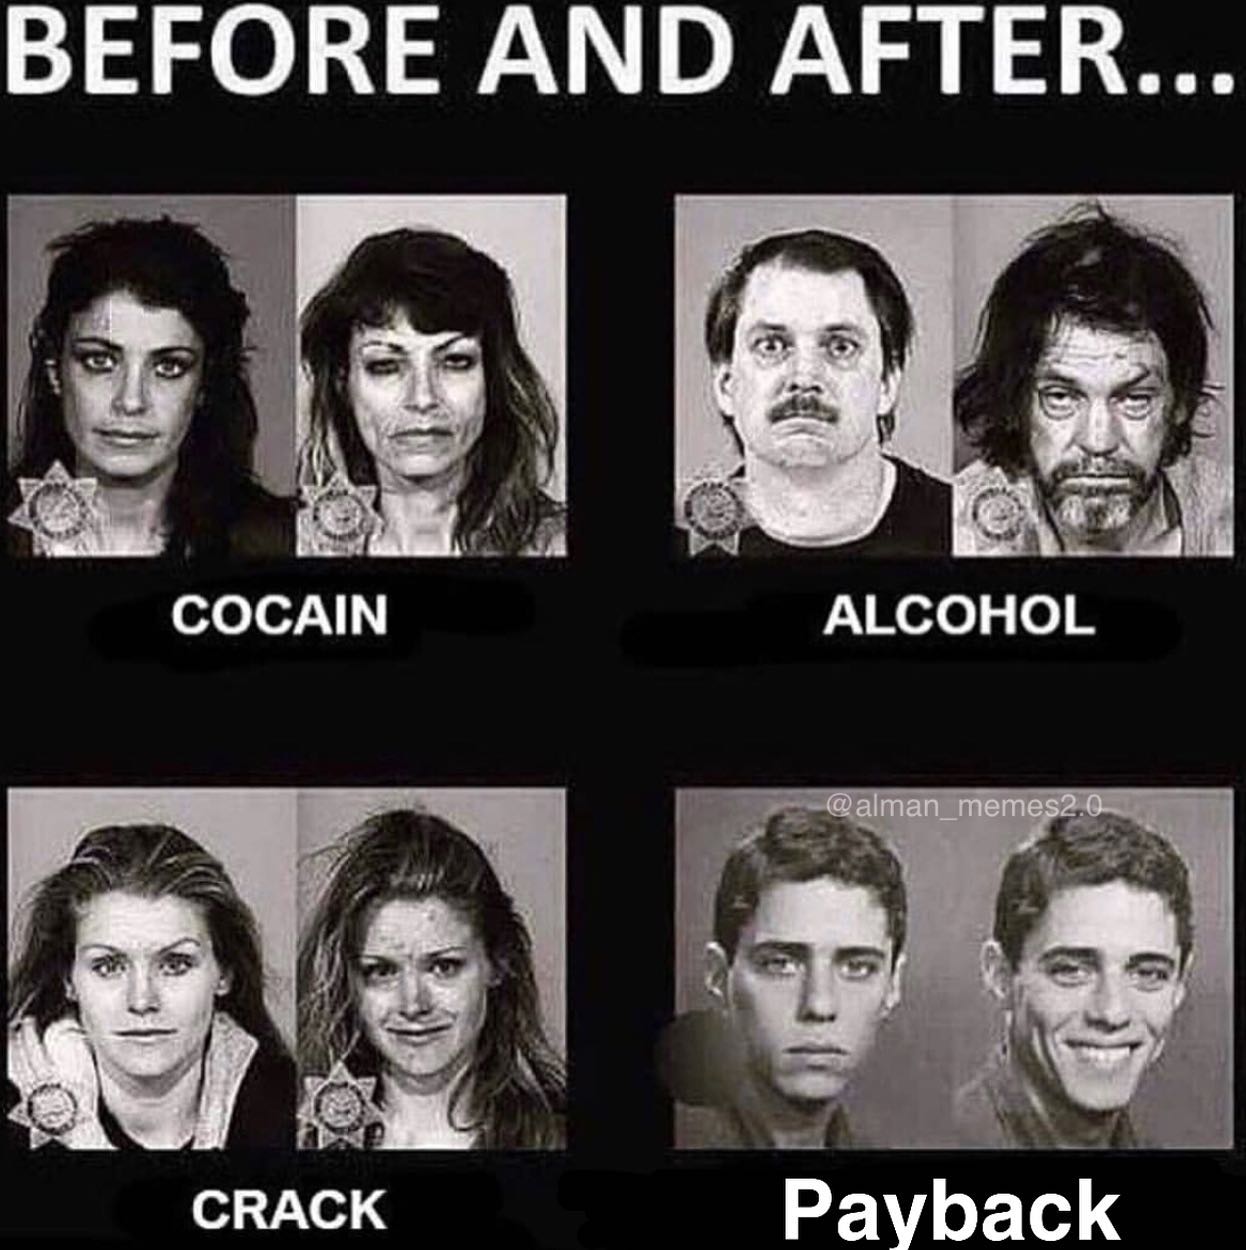 BEFORE AND AFTER...
COCAIN
ALCOHOL
@alman_memes2.0
CRACK
Payback